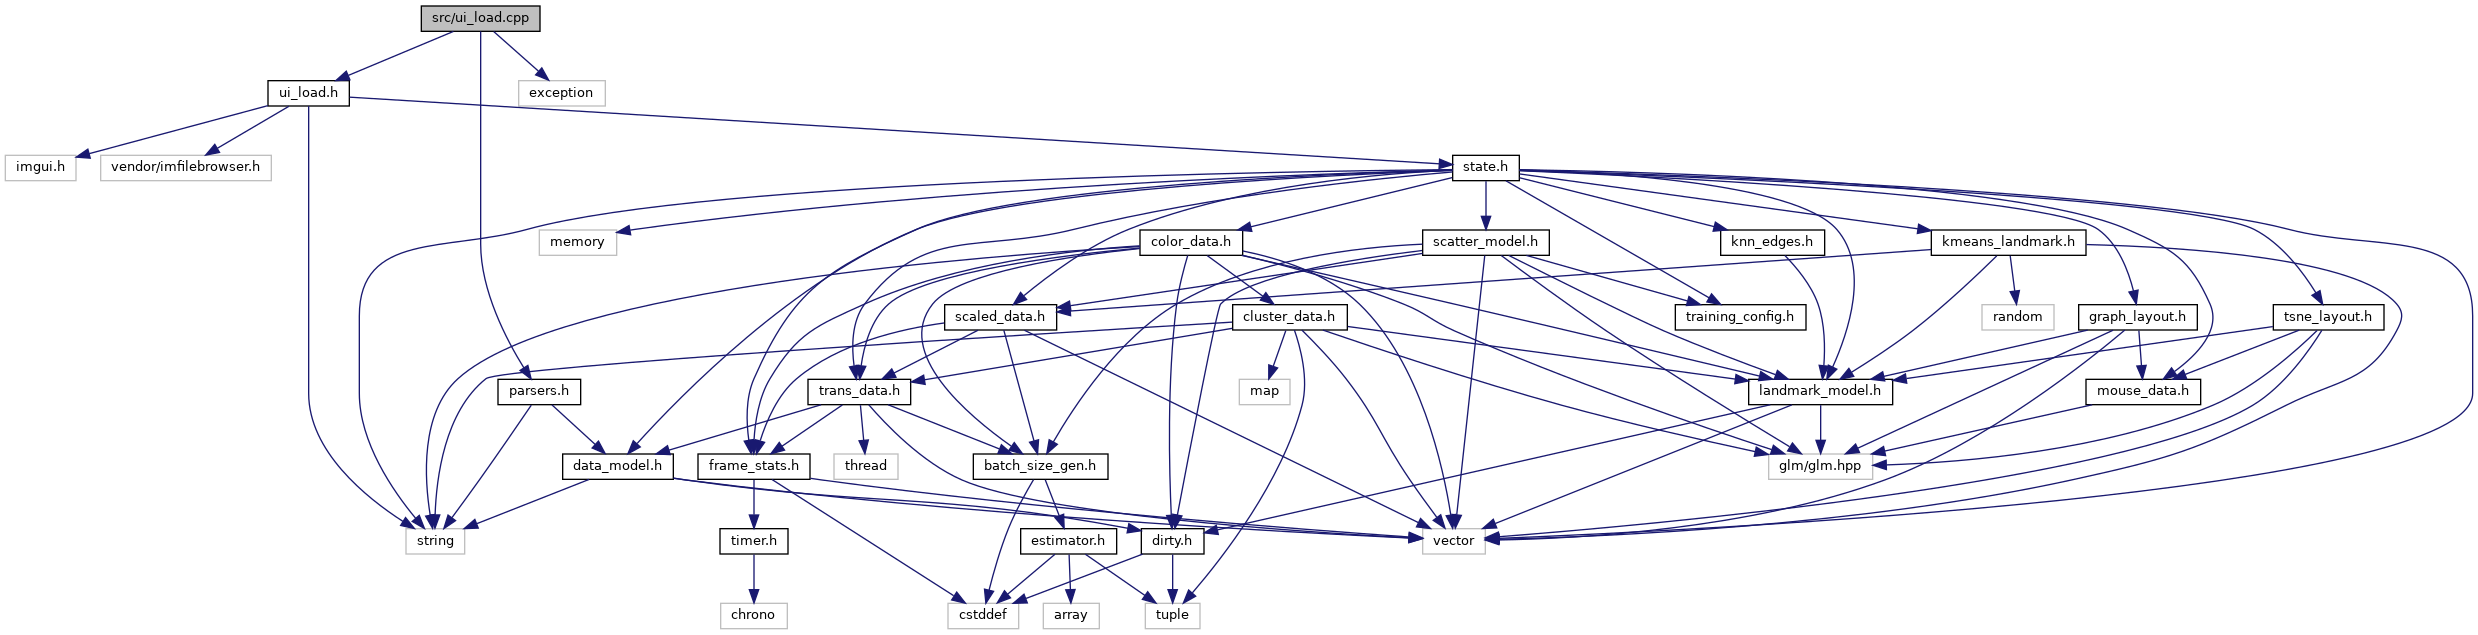 src/ui_load.cpp
ui_load.h
exception
imgui.h
vendor/imfilebrowser.h
state.h
memory
color_data.h
scatter_model.h
knn_edges.h
kmeans_landmark.h
scaled_data.h
cluster_data.h
training_config.h
random
graph_layout.h
tsne_layout.h
parsers.h
trans_data.h
map
landmark_model.h
mouse_data.h
data_model.h
frame_stats.h
thread
batch_size_gen.h
glm/glm.hpp
string
timer.h
estimator.h
dirty.h
vector
chrono
cstddef
array
tuple